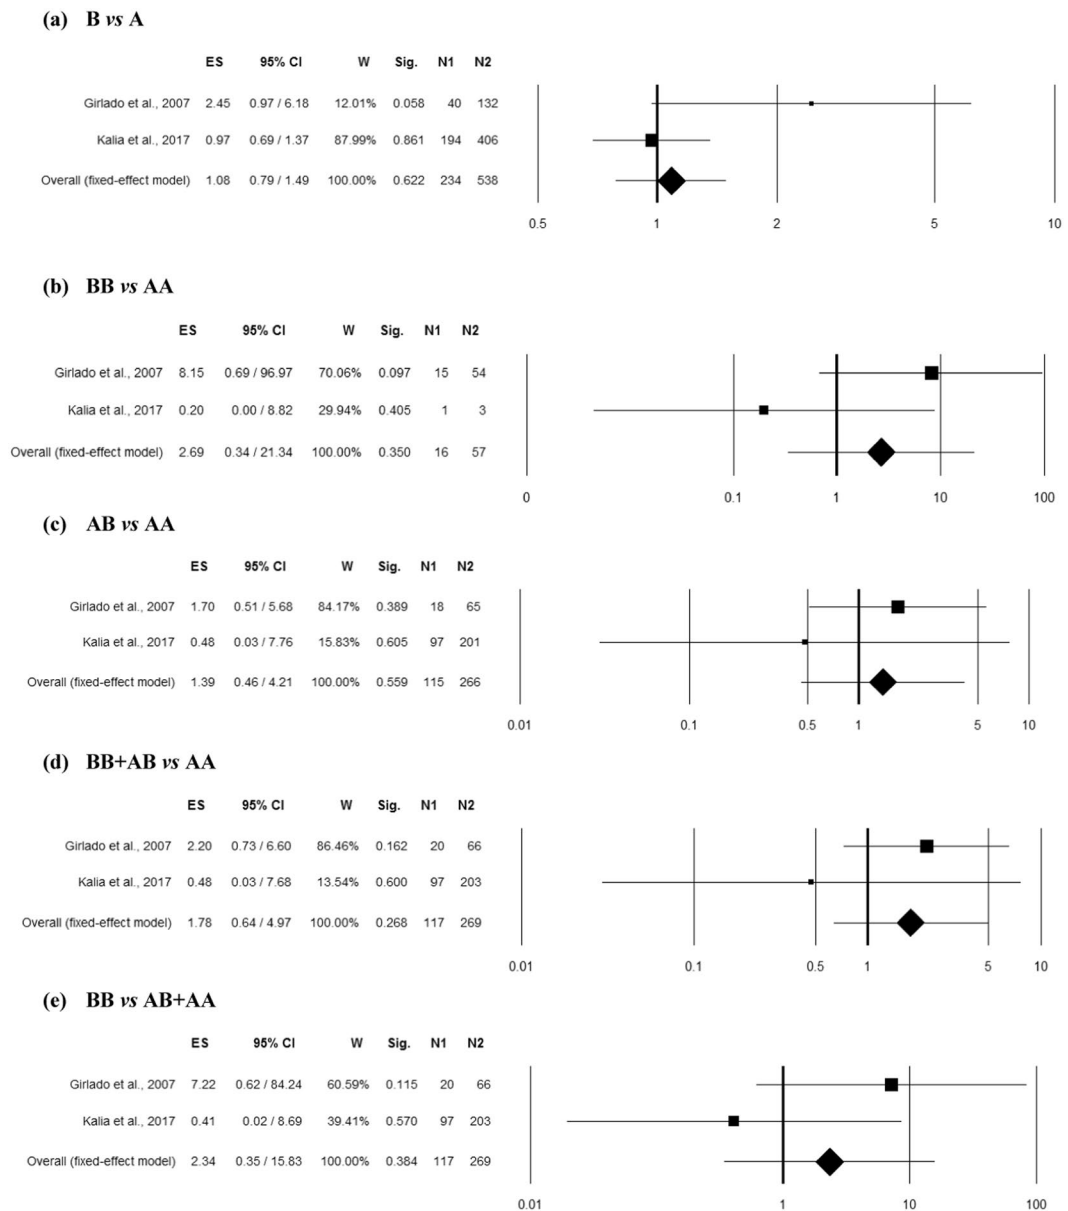 (a) B vs A
ES 95% CI W Sig. N1 N2
Girlado et al., 2007 2.45 0.97 / 6.18 12.01% 0.058 40 132
Kalia et al., 2017 0.97 0.69 / 1.37 87.99% 0.861 194 406
Overall (fixed-effect model) 1.08 0.79 / 1.49 100.00% 0.622 234 538
0.5 1 2 5 10
(b) BB vs AA
ES 95% CI W Sig. N1 N2
Girlado et al., 2007 8.15 0.69 / 96.97 70.06% 0.097 15 54
Kalia et al., 2017 0.20 0.00 / 8.82 29.94% 0.405 1 3
Overall (fixed-effect model) 2.69 0.34 / 21.34 100.00% 0.350 16 57
0 0.1 1 10 100
(c) AB vs AA
ES 95% CI W Sig. N1 N2
Girlado et al., 2007 1.70 0.51 / 5.68 84.17% 0.389 18 65
Kalia et al., 2017 0.48 0.03 / 7.76 15.83% 0.605 97 201
Overall (fixed-effect model) 1.39 0.46 / 4.21 100.00% 0.559 115 266
0.01 0.1 0.5 1 5 10
(d) BB+AB vs AA
ES 95% CI W Sig. N1 N2
Girlado et al., 2007 2.20 0.73 / 6.60 86.46% 0.162 20 66
Kalia et al., 2017 0.48 0.03 / 7.68 13.54% 0.600 97 203
Overall (fixed-effect model) 1.78 0.64 / 4.97 100.00% 0.268 117 269
0.01 0.1 0.5 1 5 10
(e) BB vs AB+AA
ES 95% CI W Sig. N1 N2
Girlado et al., 2007 7.22 0.62 / 84.24 60.59% 0.115 20 66
Kalia et al., 2017 0.41 0.02 / 8.69 39.41% 0.570 97 203
Overall (fixed-effect model) 2.34 0.35 / 15.83 100.00% 0.384 117 269
0.01 1 10 100